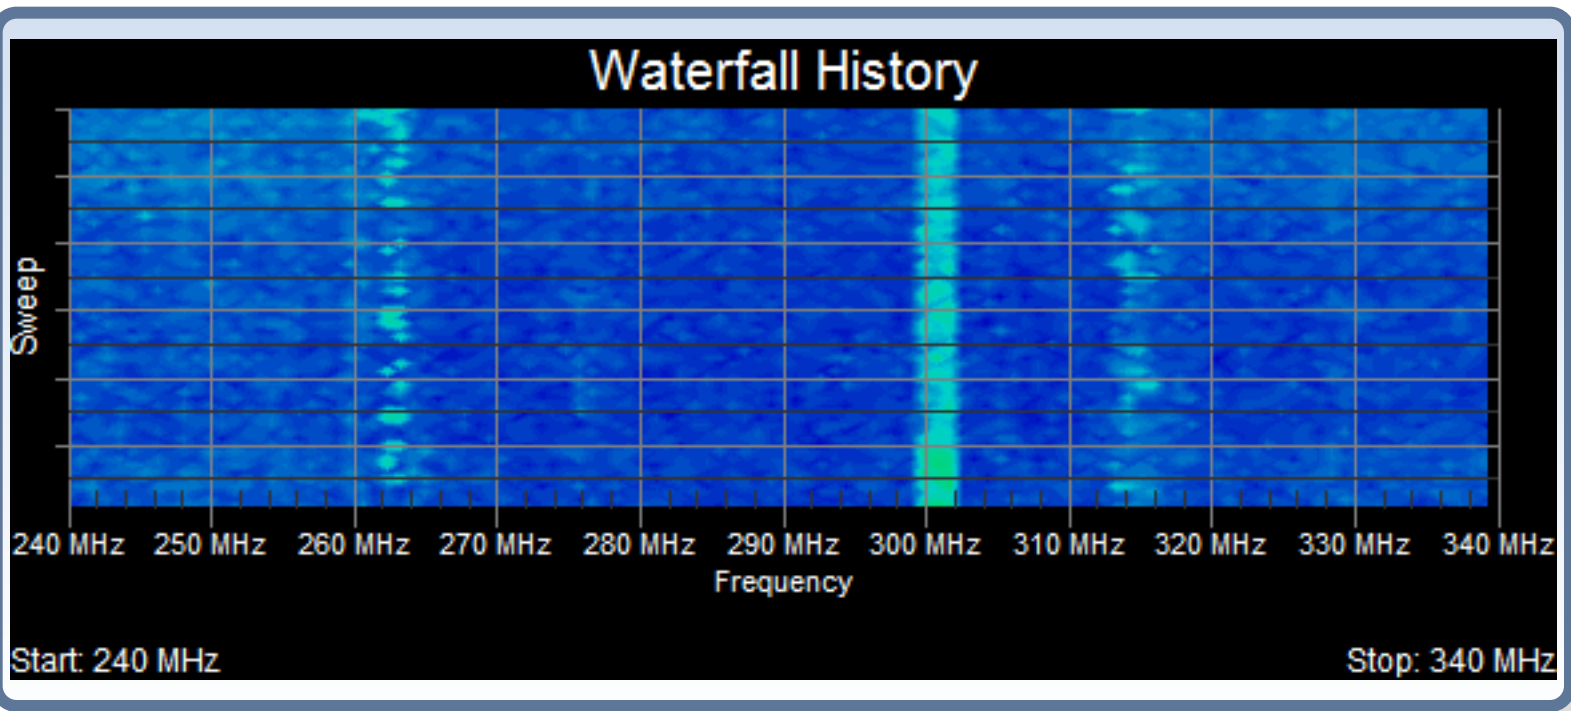 Waterfall History
Sweep
240 MHz 250 MHz 260 MHz 270 MHz 280 MHz 290 MHz 300 MHz 310 MHz 320 MHz 330 MHz 340 MHz
Frequency
Start: 240 MHz Stop: 340 MHz